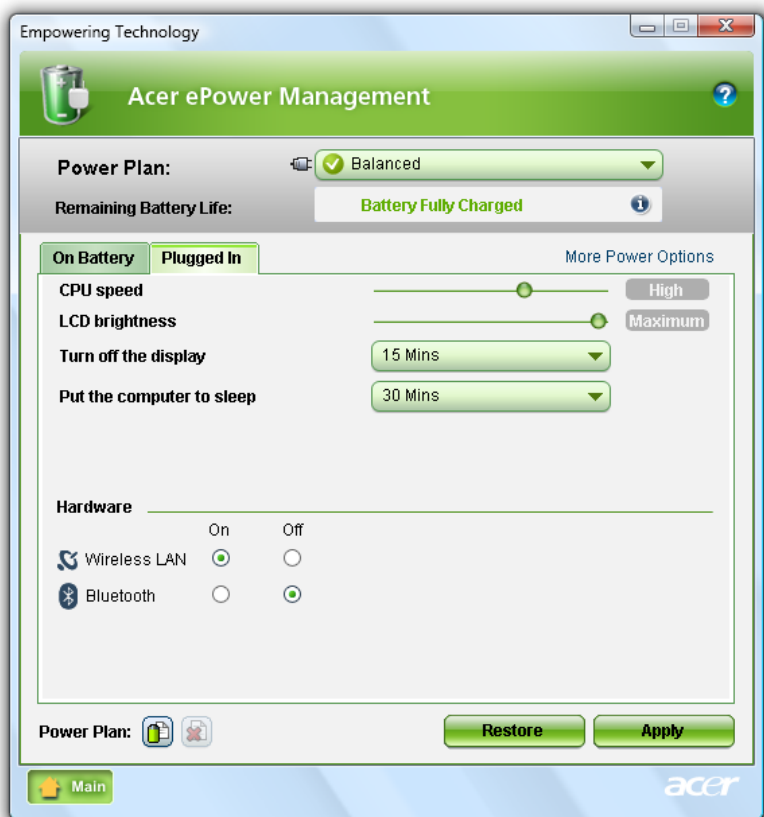 Empowering Technology
Acer ePower Management
?
Power Plan: Balanced
Remaining Battery Life: Battery Fully Charged
On Battery Plugged In More Power Options
CPU speed High
LCD brightness Maximum
Turn off the display 15 Mins
Put the computer to sleep 30 Mins
Hardware
On Off
Wireless LAN
Bluetooth
Power Plan: Restore Apply
Main acer